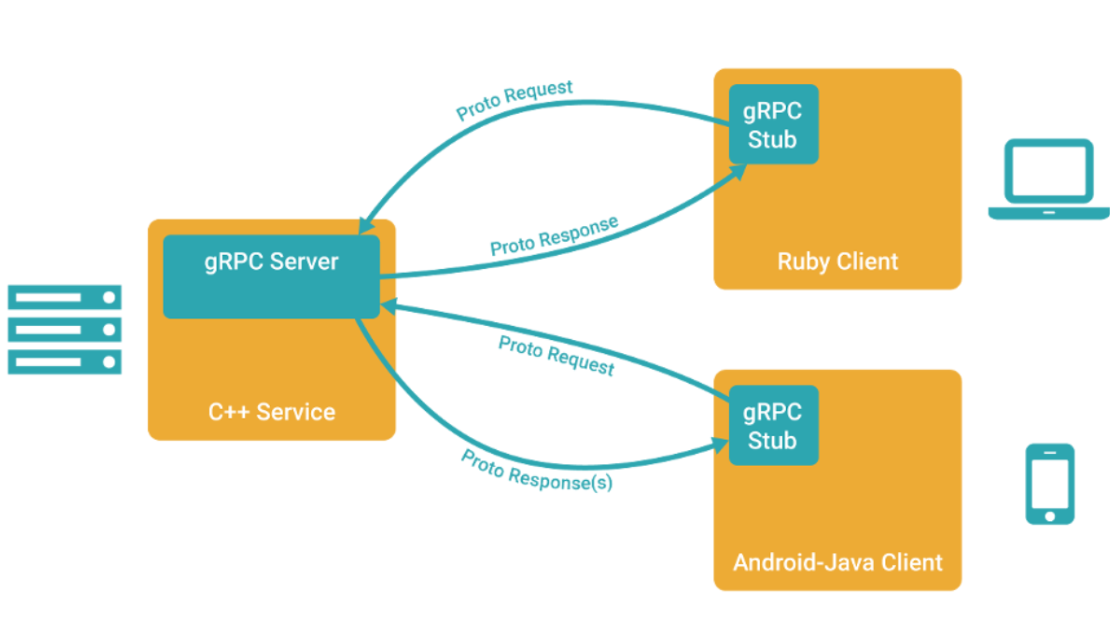 Proto Request
gRPC
Stub
Proto Response
Ruby Client
gRPC Server
C++ Service
Proto Request
gRPC
Stub
Proto Response(s)
Android-Java Client